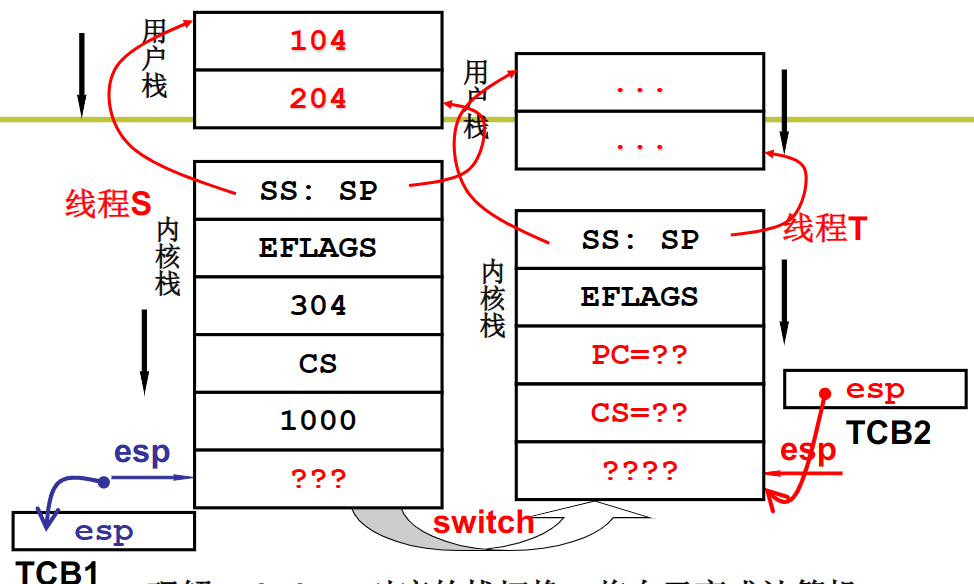 用户栈
104
204
线程S
内核栈
SS: SP
EFLAGS
304
CS
1000
???
esp
esp
TCB1
switch
用户栈
...
...
线程T
内核栈
SS: SP
EFLAGS
PC=??
CS=??
????
esp
esp
TCB2